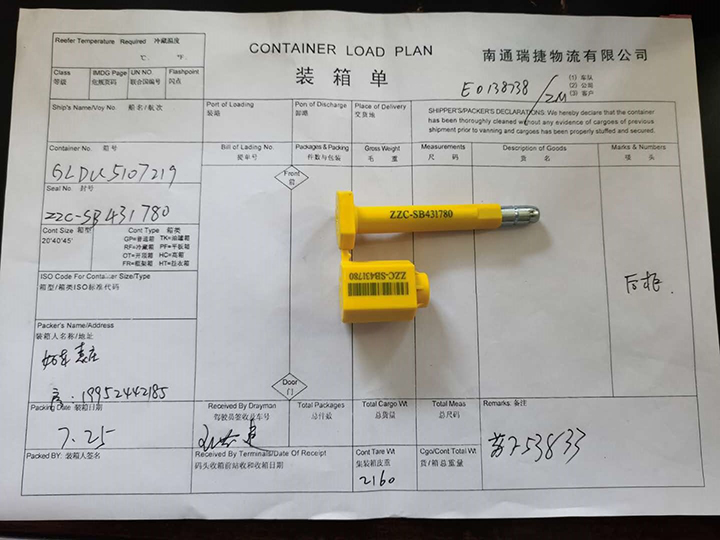 Reefer Temperature Required 冷藏温度
℃ ℉
CONTAINER LOAD PLAN
装箱单
南通瑞捷物流有限公司
E0138738/ZM
(1) 车队
(2) 公司
(3) 客户
Class 等级
IMDG Page 危规页码
UN NO. 联合国编号
Flashpoint 闪点
Ship's Name/Voy No. 船名/航次
Port of Loading 装港
Port of Discharge 卸港
Place of Delivery 交货地
SHIPPER'S/PACKER'S DECLARATIONS: We hereby declare that the container
has been thoroughly cleaned without any evidence of cargoes of previous
shipment prior to vanning and cargoes has been properly stuffed and secured.
Container No. 箱号
GLDU5107219
Bill of Lading No. 提单号
Packages & Packing 件数与包装
Gross Weight 毛重
Measurements 尺码
Description of Goods 货名
Marks & Numbers 唛头
Front 前
Seal No. 封号
ZZC-SB431780
ZZC-SB431780
ZZC-SB431780
Cont Size 箱型
20'40'45'
Cont Type 箱类
GP=普通箱 TK=油罐箱
RF=冷藏箱 PF=平板箱
OT=开顶箱 HC=高箱
FR=框架箱 HT=挂衣箱
ISO Code For Container Size/Type
箱型/箱类ISO标准代码
Packer's Name/Address
装箱人名称/地址
19952442185
Door 门
Packing Date 装箱日期
7.25
Received By Drayman
驾驶员签收及车号
Total Packages 总件数
Total Cargo Wt 总货重
Total Meas 总尺码
Remarks: 备注
苏F53833
Packed BY: 装箱人签名
Received By Terminals/Date Of Receipt
码头收箱前站收和收箱日期
Cont Tare Wt
集装箱皮重
2160
Cgo/Cont Total Wt
货/箱总重量